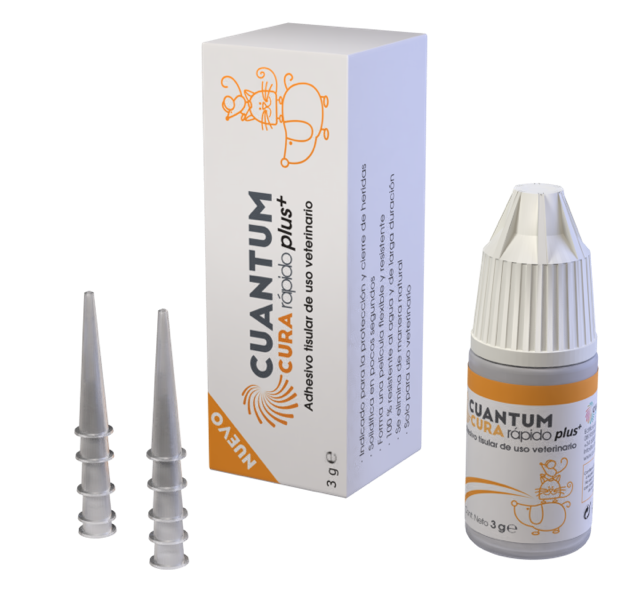 CUANTUM
CURA rápido plus+
Adhesivo tisular de uso veterinario
NUEVO
3 g ℮
· Indicado para la protección y cierre de heridas
· Solidifica en pocos segundos
· Forma una película flexible y resistente
· 100 % resistente al agua y de larga duración
· Se elimina de manera natural
· Solo para uso veterinario
CUANTUM
CURA rápido plus+
tisular de uso veterinario
Neto 3 g℮